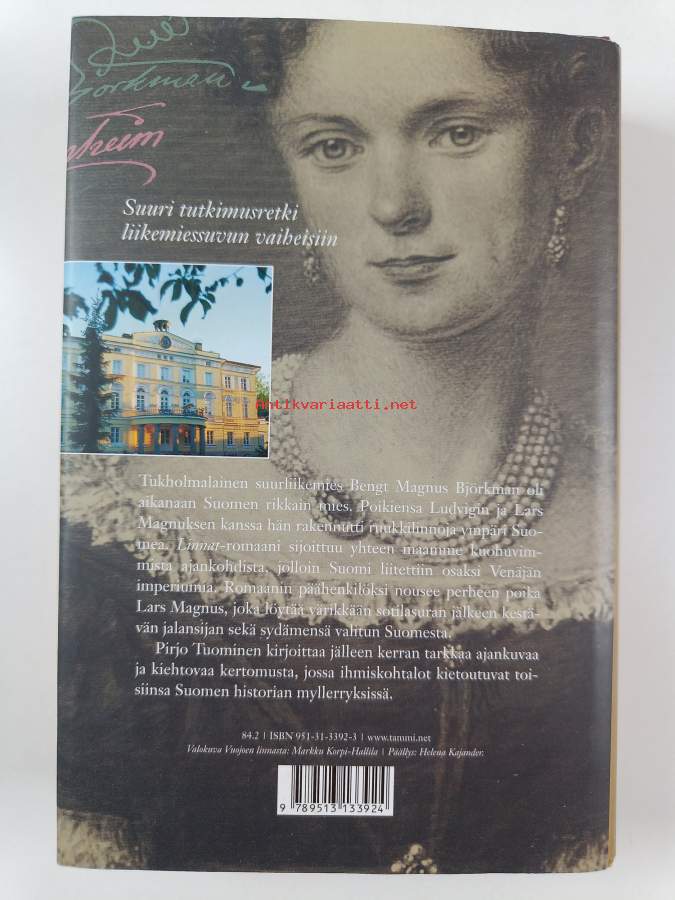 Björkman
Suuri tutkimusretki
liikemiessuvun vaiheisiin
Antikvariaatti.net
Tukholmalainen suurliikemies Bengt Magnus Björkman oli
aikanaan Suomen rikkain mies. Poikiensa Ludvigin ja Lars
Magnuksen kanssa hän rakennutti ruukkilinnoja ympäri Suo-
mea. Linnat-romaani sijoittuu yhteen maamme kuohuvim-
mista ajankohdista, jolloin Suomi liitettiin osaksi Venäjän
imperiumia. Romaanin päähenkilöksi nousee perheen poika
Lars Magnus, joka löytää värikkään sotilasuran jälkeen kestä-
vän jalansijan sekä sydämensä valitun Suomesta.
Pirjo Tuominen kirjoittaa jälleen kerran tarkkaa ajankuvaa
ja kiehtovaa kertomusta, jossa ihmiskohtalot kietoutuvat toi-
siinsa Suomen historian myllerryksissä.
84.2 | ISBN 951-31-3392-3 | www.tammi.net
Valokuva Vuojoen linnasta: Markku Korpi-Hallila | Päällys: Helena Kajander.
9 789513 133924